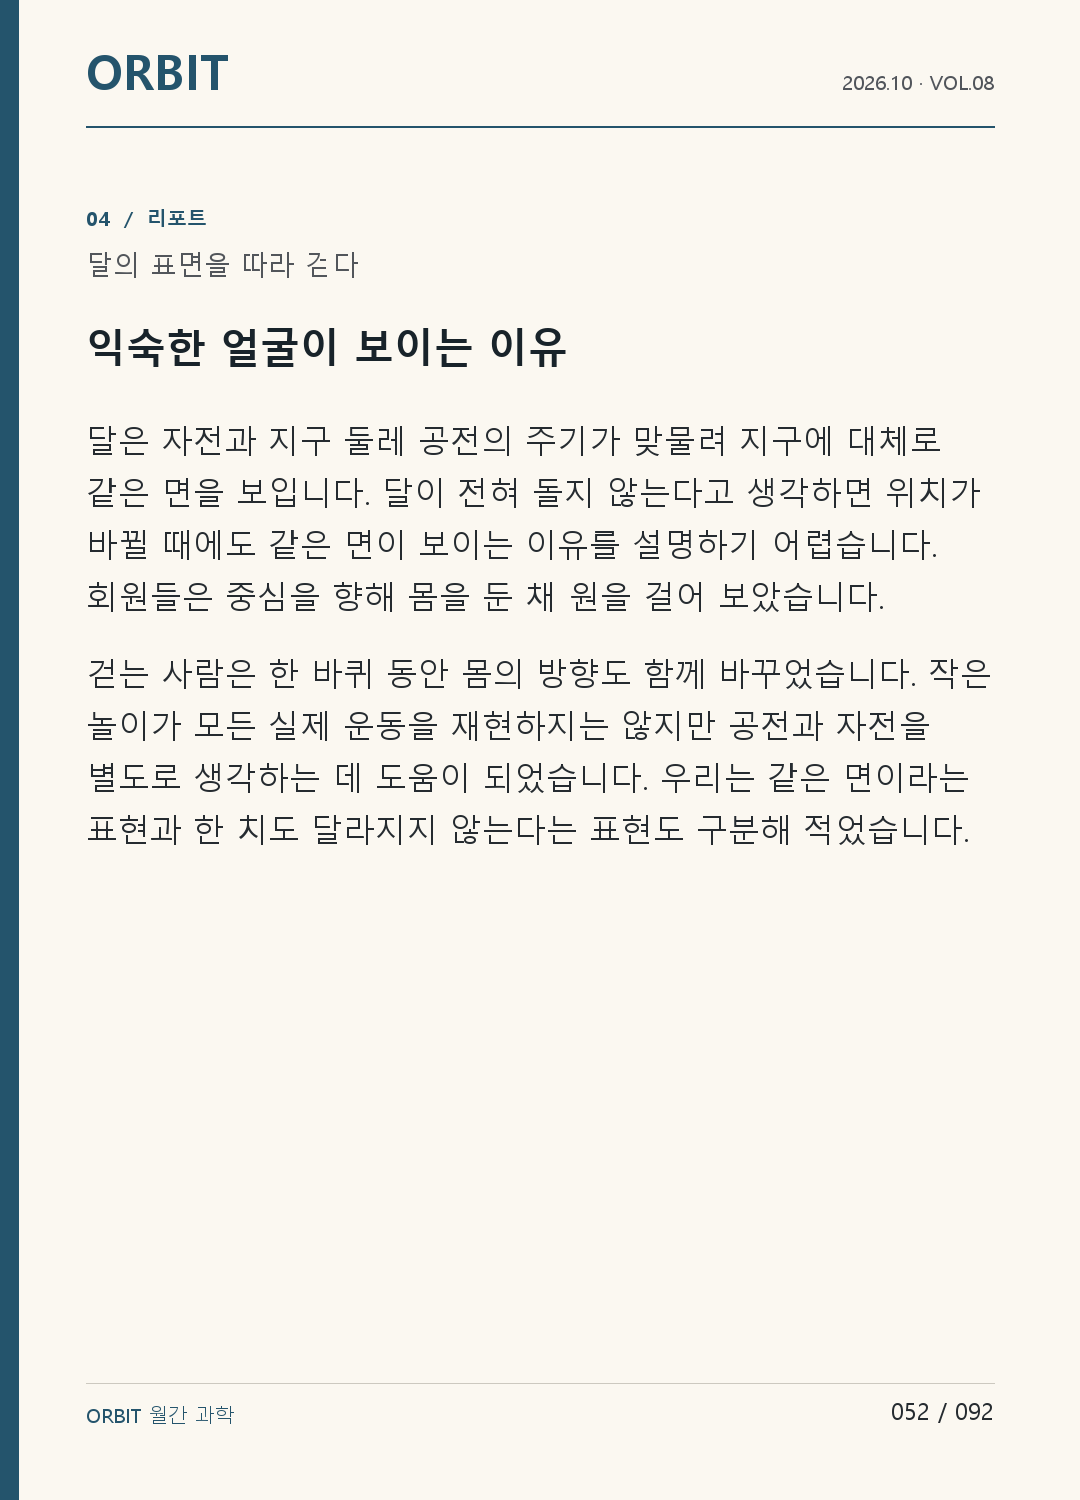 ORBIT
2026.10 · VOL.08
04 / 리포트
달의 표면을 따라 걷다
익숙한 얼굴이 보이는 이유
달은 자전과 지구 둘레 공전의 주기가 맞물려 지구에 대체로
같은 면을 보입니다. 달이 전혀 돌지 않는다고 생각하면 위치가
바뀔 때에도 같은 면이 보이는 이유를 설명하기 어렵습니다.
회원들은 중심을 향해 몸을 둔 채 원을 걸어 보았습니다.
걷는 사람은 한 바퀴 동안 몸의 방향도 함께 바꾸었습니다. 작은
놀이가 모든 실제 운동을 재현하지는 않지만 공전과 자전을
별도로 생각하는 데 도움이 되었습니다. 우리는 같은 면이라는
표현과 한 치도 달라지지 않는다는 표현도 구분해 적었습니다.
ORBIT 월간 과학
052 / 092